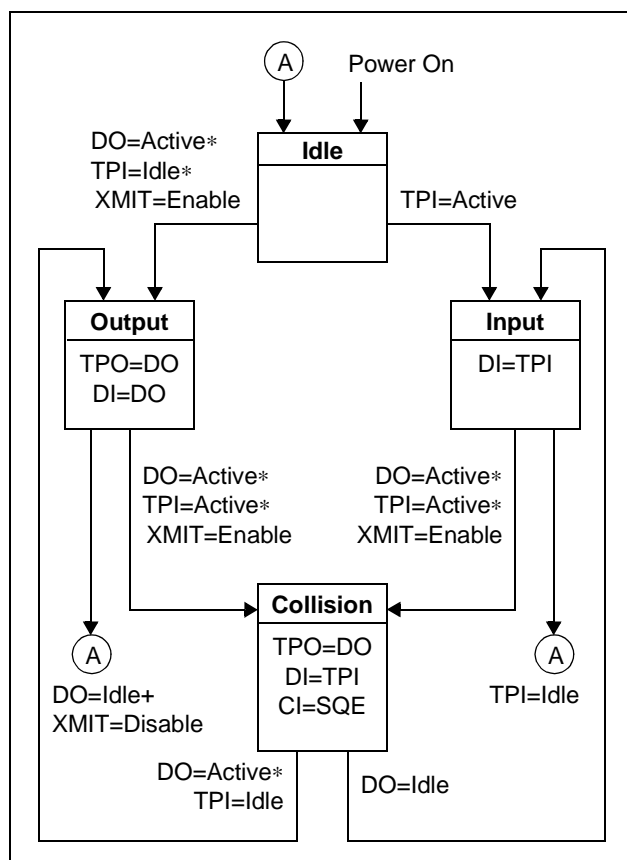 A
Power On
DO=Active*
TPI=Idle*
XMIT=Enable
Idle
TPI=Active
Output
TPO=DO
DI=DO
Input
DI=TPI
DO=Active*
TPI=Active*
XMIT=Enable
DO=Active*
TPI=Active*
XMIT=Enable
Collision
TPO=DO
DI=TPI
CI=SQE
A
DO=Idle+
XMIT=Disable
A
TPI=Idle
DO=Active*
TPI=Idle
DO=Idle